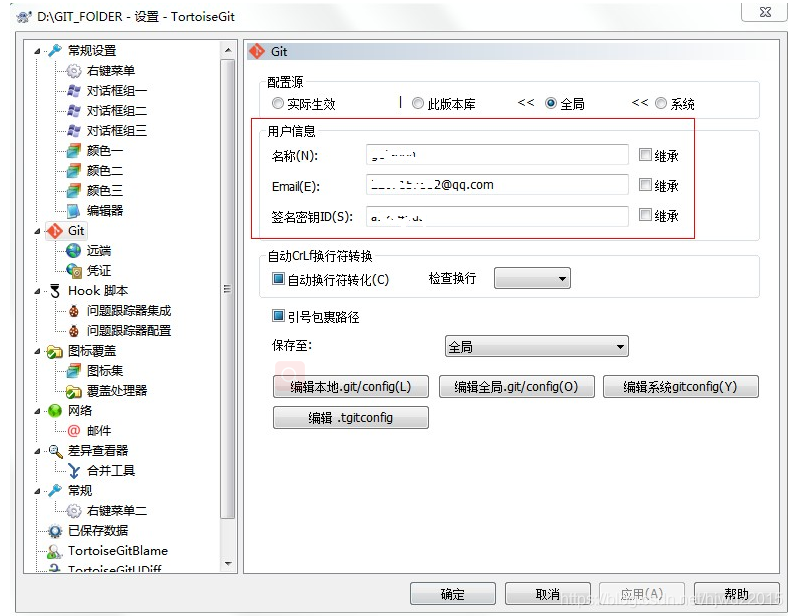 D:\GIT_FOlDER - 设置 - TortoiseGit
常规设置
右键菜单
对话框组一
对话框组二
对话框组三
颜色一
颜色二
颜色三
编辑器
Git
远端
凭证
Hook 脚本
问题跟踪器集成
问题跟踪器配置
图标覆盖
图标集
覆盖处理器
网络
邮件
差异查看器
合并工具
常规
右键菜单二
已保存数据
TortoiseGitBlame
TortoiseGitUDiff
Git
配置源
实际生效 | 此版本库 << 全局 << 系统
用户信息
名称(N): 继承
Email(E): 2@qq.com 继承
签名密钥ID(S): 继承
自动CrLf换行符转换
自动换行符转化(C) 检查换行
引号包裹路径
保存至: 全局
编辑本地.git/config(L) 编辑全局.git/config(O) 编辑系统gitconfig(Y)
编辑 .tgitconfig
确定 取消 应用(A) 帮助